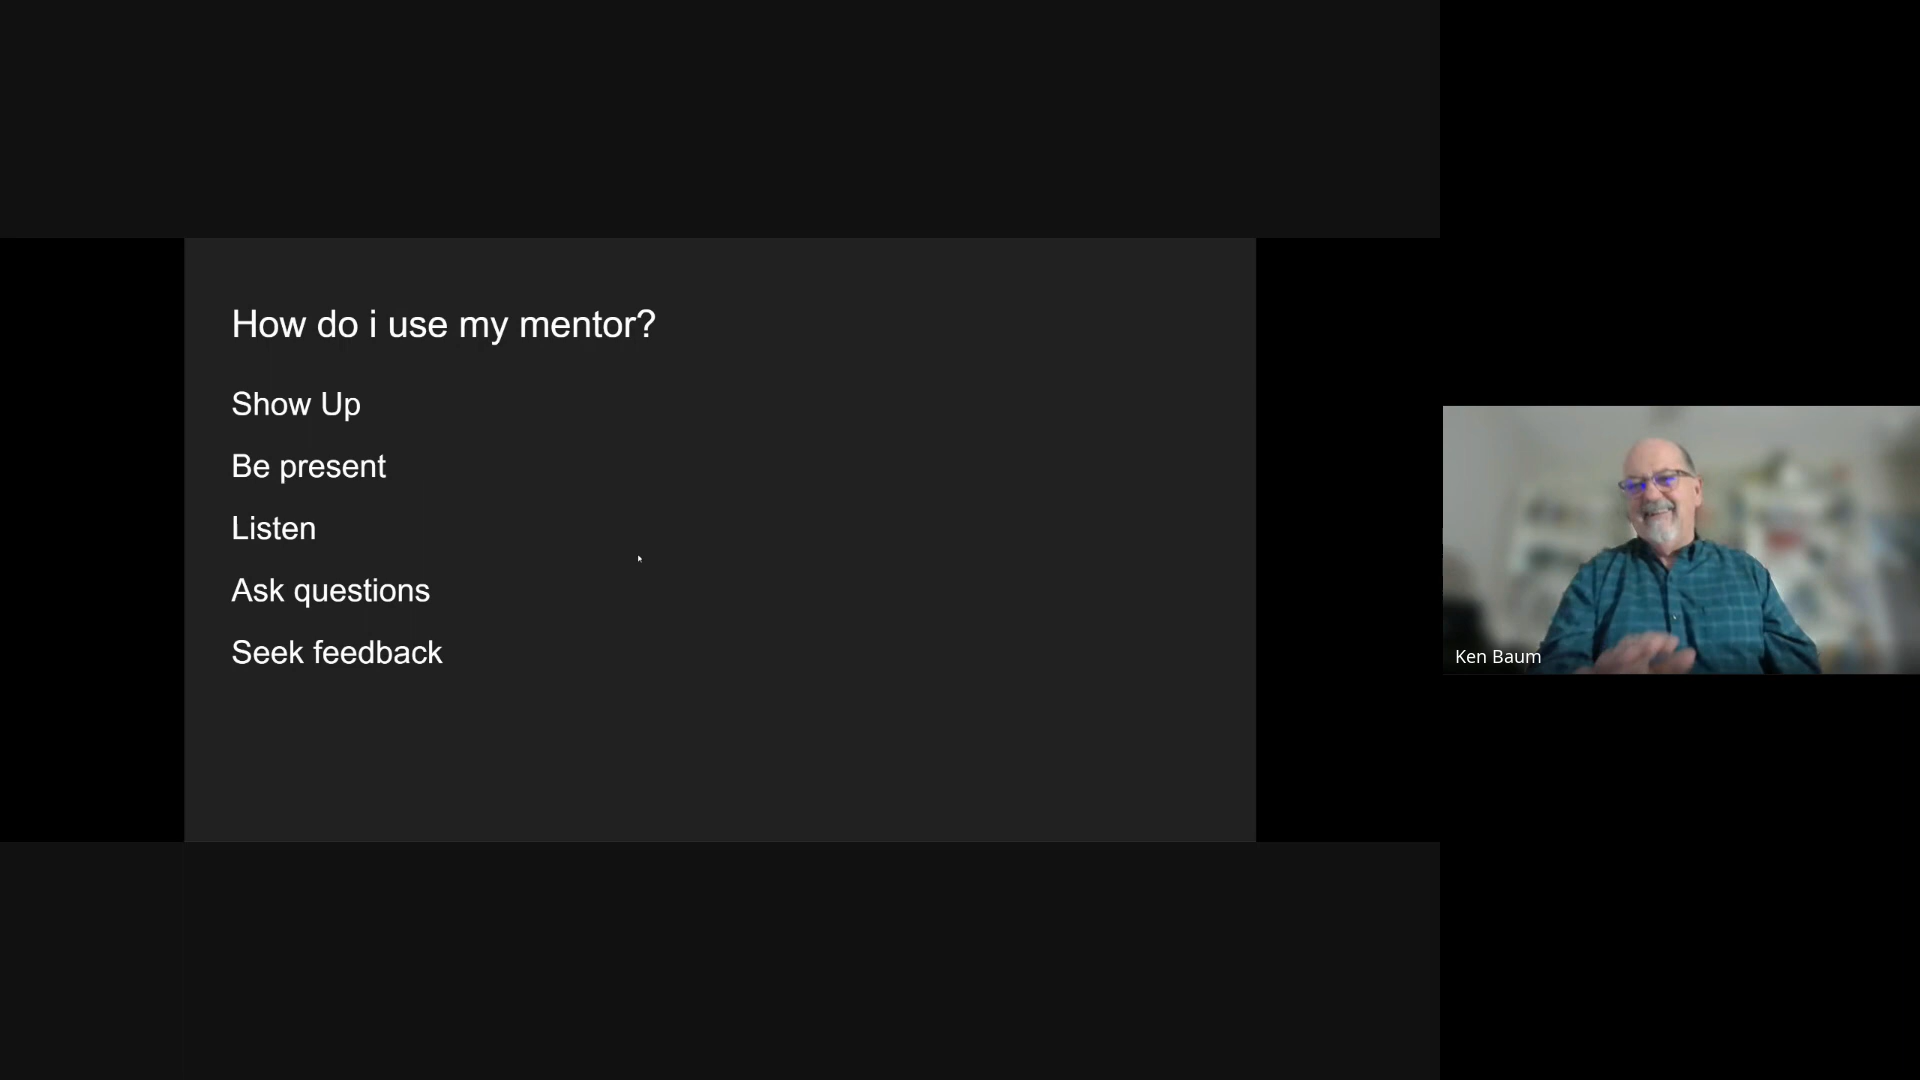 How do i use my mentor?
Show Up
Be present
Listen
Ask questions
Seek feedback
Ken Baum